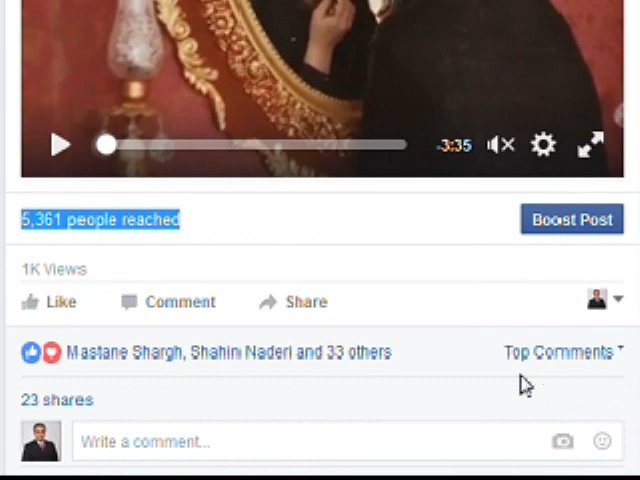 -3:35
5,361 people reached
Boost Post
1K Views
Like Comment Share
Mastane Shargh, Shahin Naderi and 33 others
Top Comments
23 shares
Write a comment...